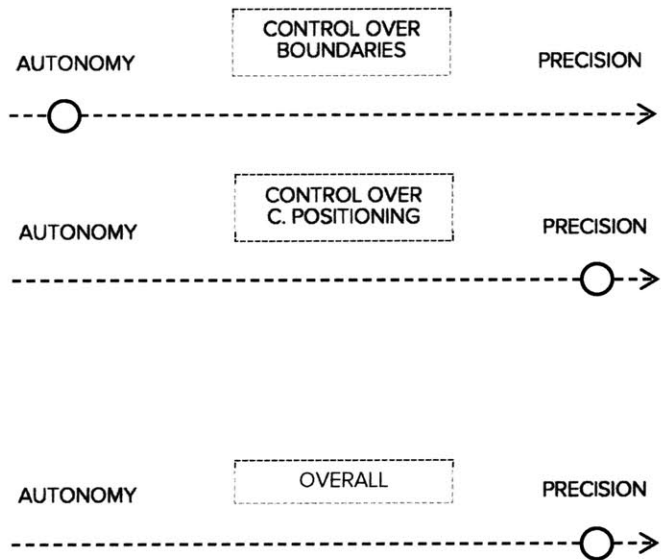 CONTROL OVER
BOUNDARIES
AUTONOMY
PRECISION
CONTROL OVER
C. POSITIONING
AUTONOMY
PRECISION
OVERALL
AUTONOMY
PRECISION